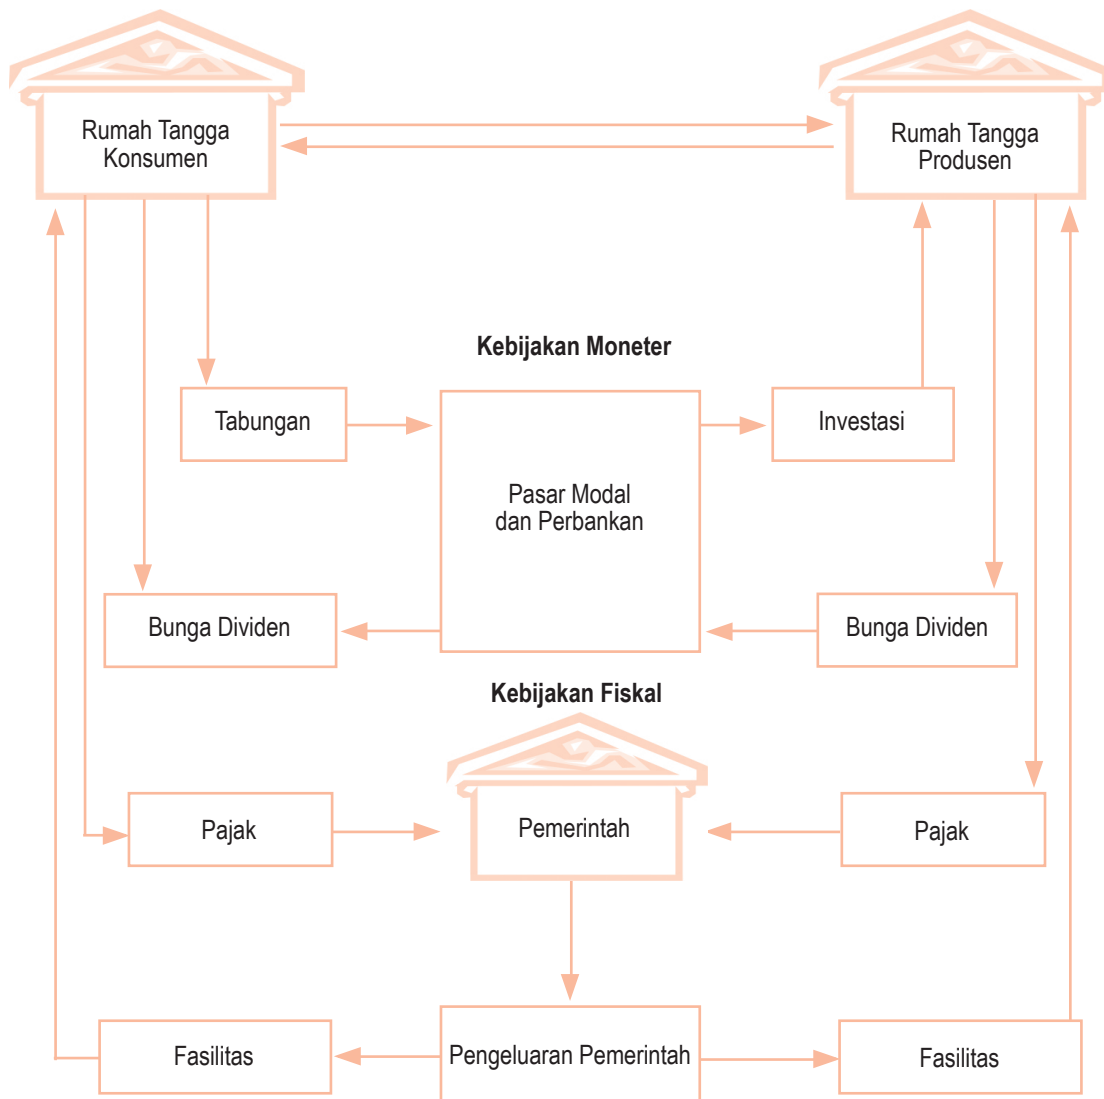 Rumah Tangga
Konsumen
Rumah Tangga
Produsen
Kebijakan Moneter
Tabungan
Investasi
Pasar Modal
dan Perbankan
Bunga Dividen
Bunga Dividen
Kebijakan Fiskal
Pajak
Pemerintah
Pajak
Fasilitas
Pengeluaran Pemerintah
Fasilitas